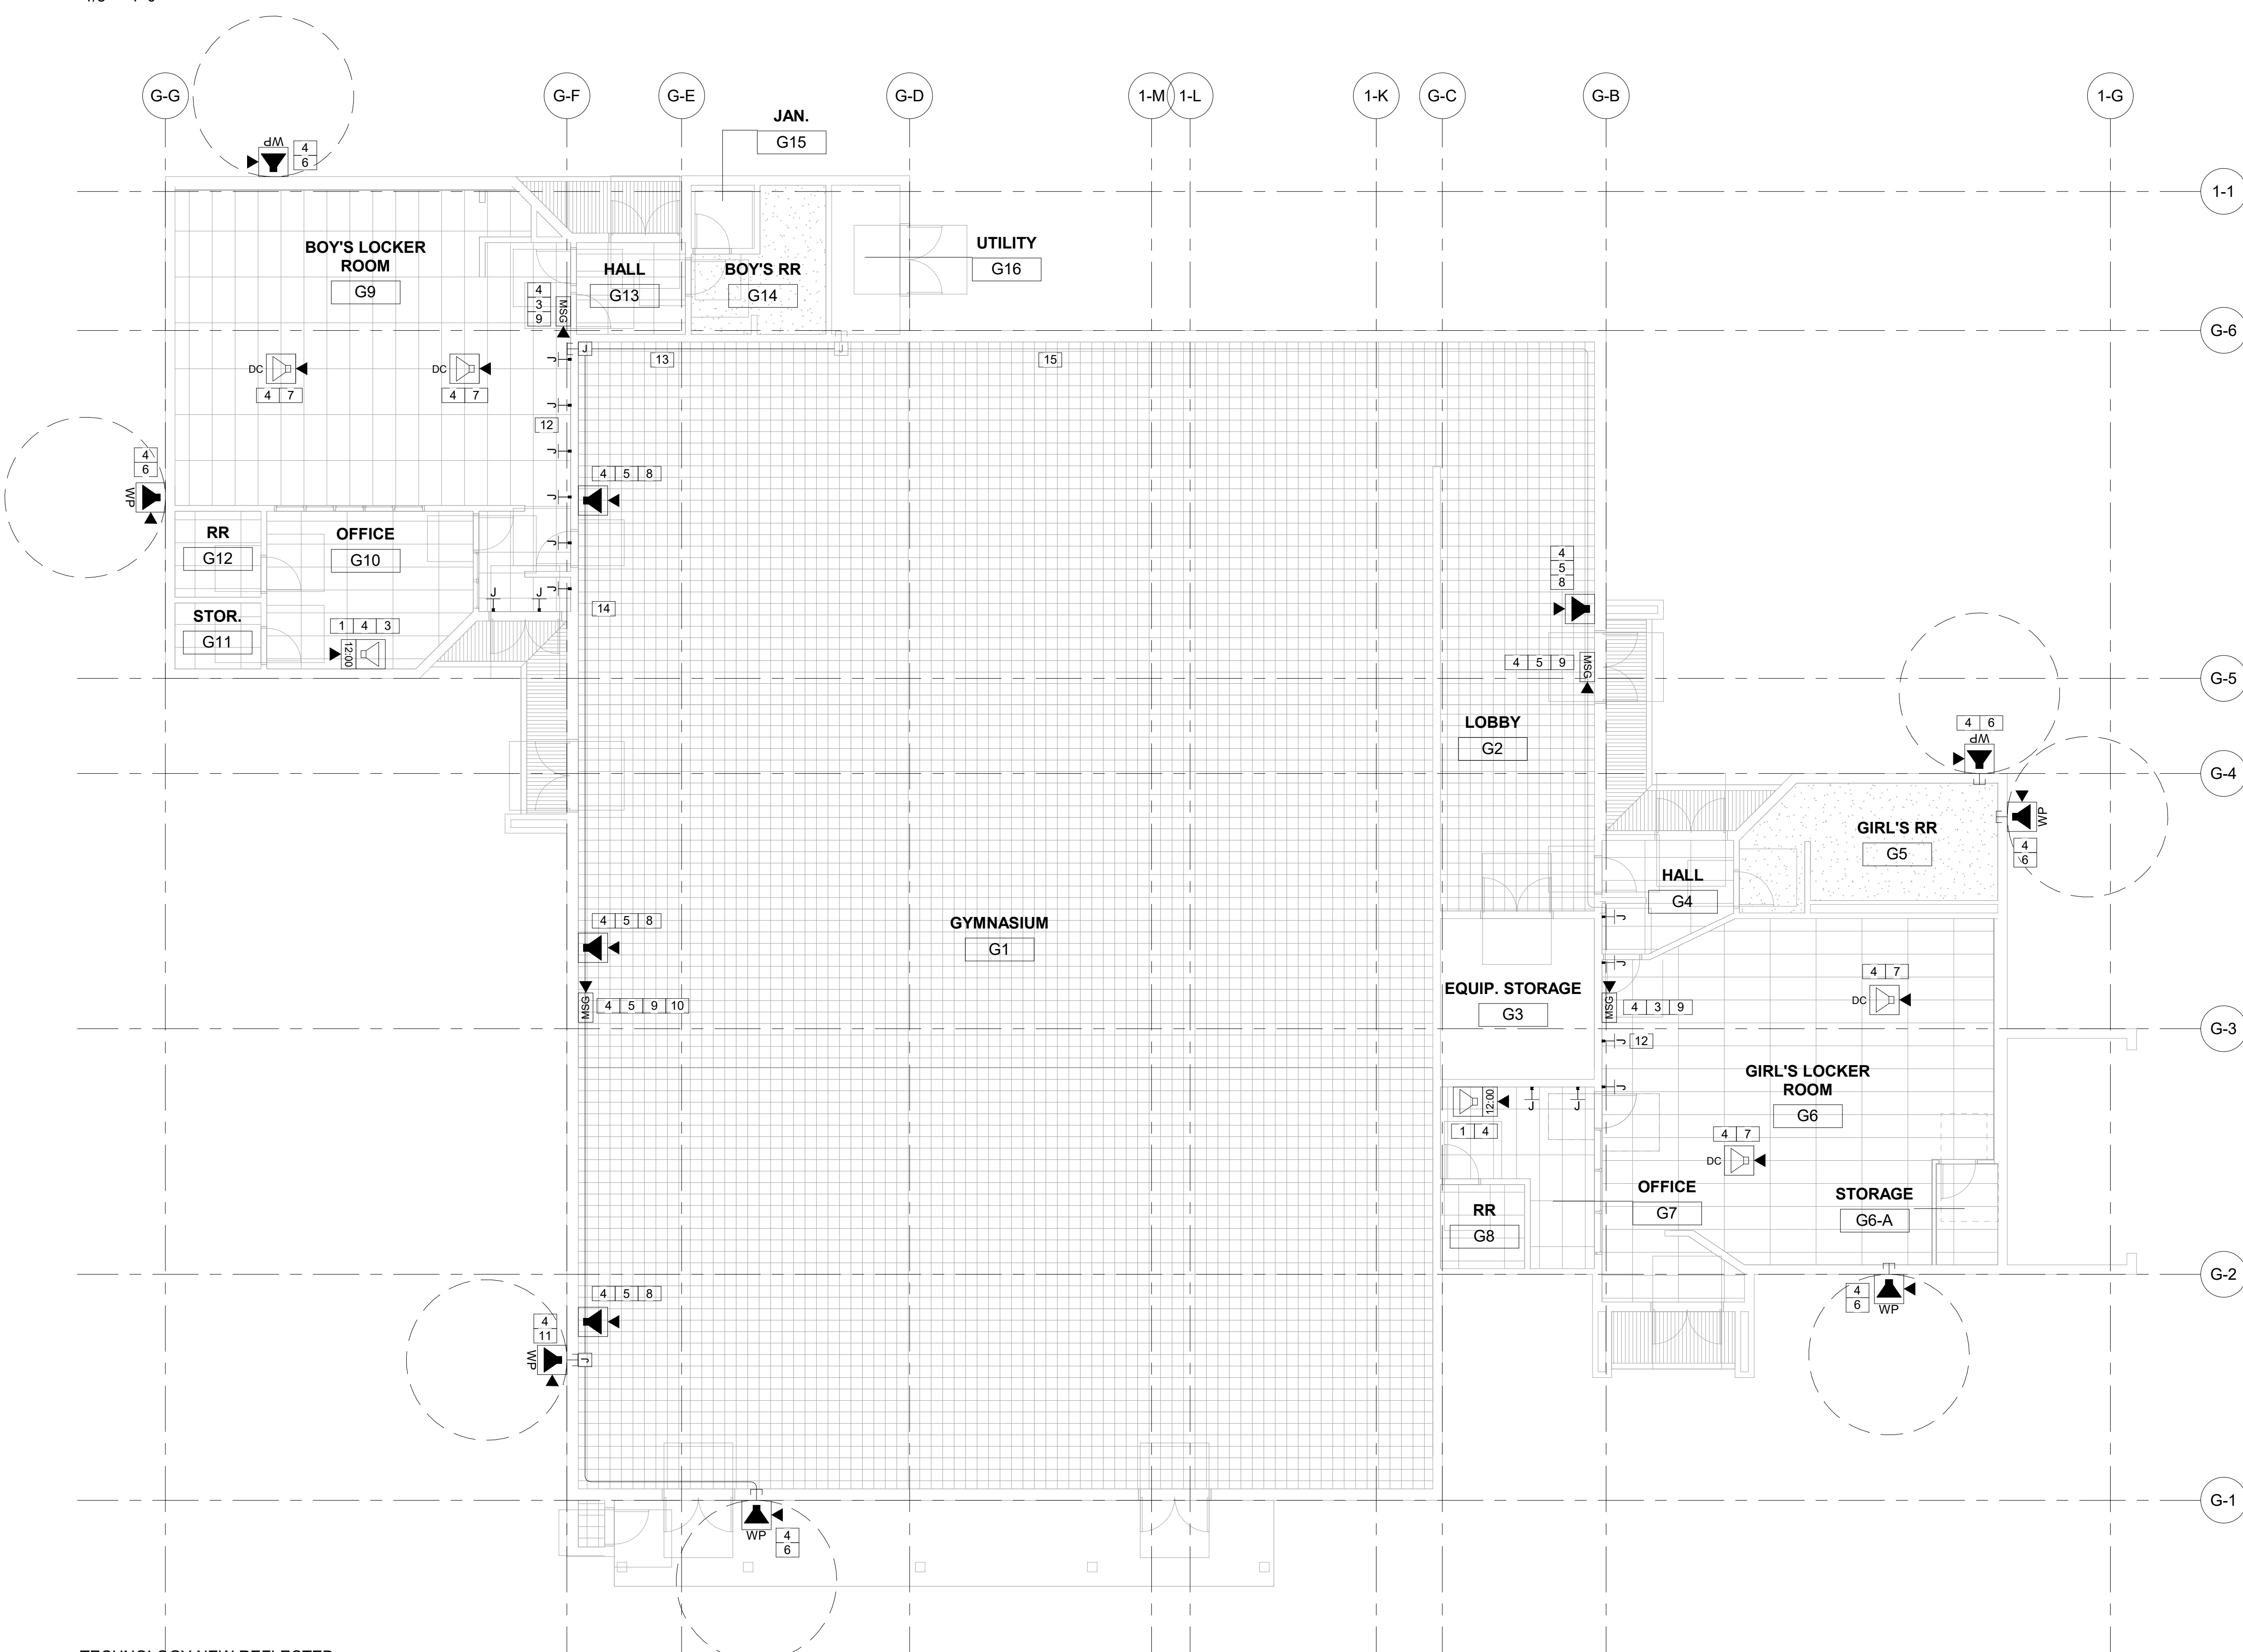 G-G
G-F
G-E
G-D
1-M
1-L
1-K
G-C
G-B
1-G
JAN.
G15
WP
4
6
1-1
BOY'S LOCKER
ROOM
G9
HALL
G13
BOY'S RR
G14
UTILITY
G16
4
3
9
MSG
G-6
J
J
13
15
J
DC
4 7
DC
4 7
J
12
J
4
6
WP
4 5 8
J
RR
G12
OFFICE
G10
J
4
5
8
J
J
J
14
STOR.
G11
1 4 3
12:00
4 5 9
MSG
G-5
LOBBY
G2
4 6
WP
G-4
WP
4
6
GIRL'S RR
G5
HALL
G4
J
4 5 8
GYMNASIUM
G1
J
4 7
DC
EQUIP. STORAGE
G3
MSG
4 5 9 10
MSG
4 3 9
G-3
J
12
GIRL'S LOCKER
ROOM
G6
12:00
J
J
J
1 4
4 7
DC
OFFICE
G7
STORAGE
G6-A
RR
G8
G-2
4 5 8
4
6
WP
4
11
WP
J
G-1
WP
4
6